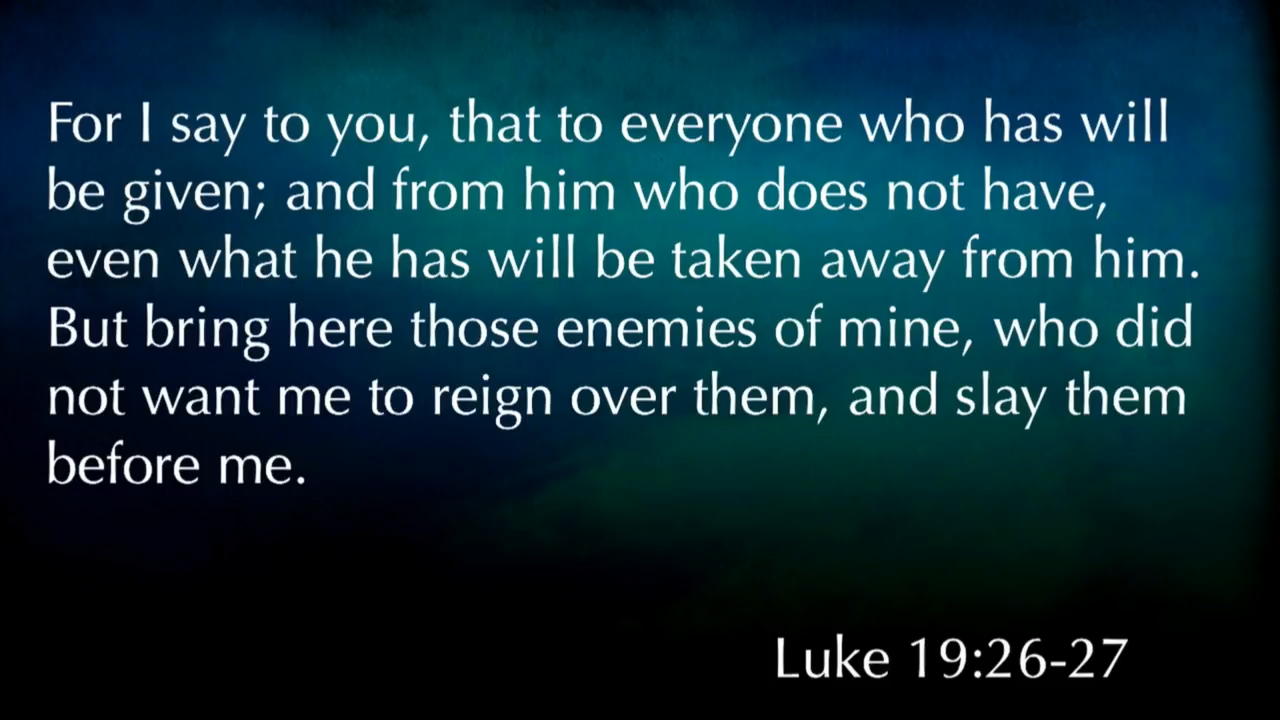 For I say to you, that to everyone who has will
be given; and from him who does not have,
even what he has will be taken away from him.
But bring here those enemies of mine, who did
not want me to reign over them, and slay them
before me.
Luke 19:26-27